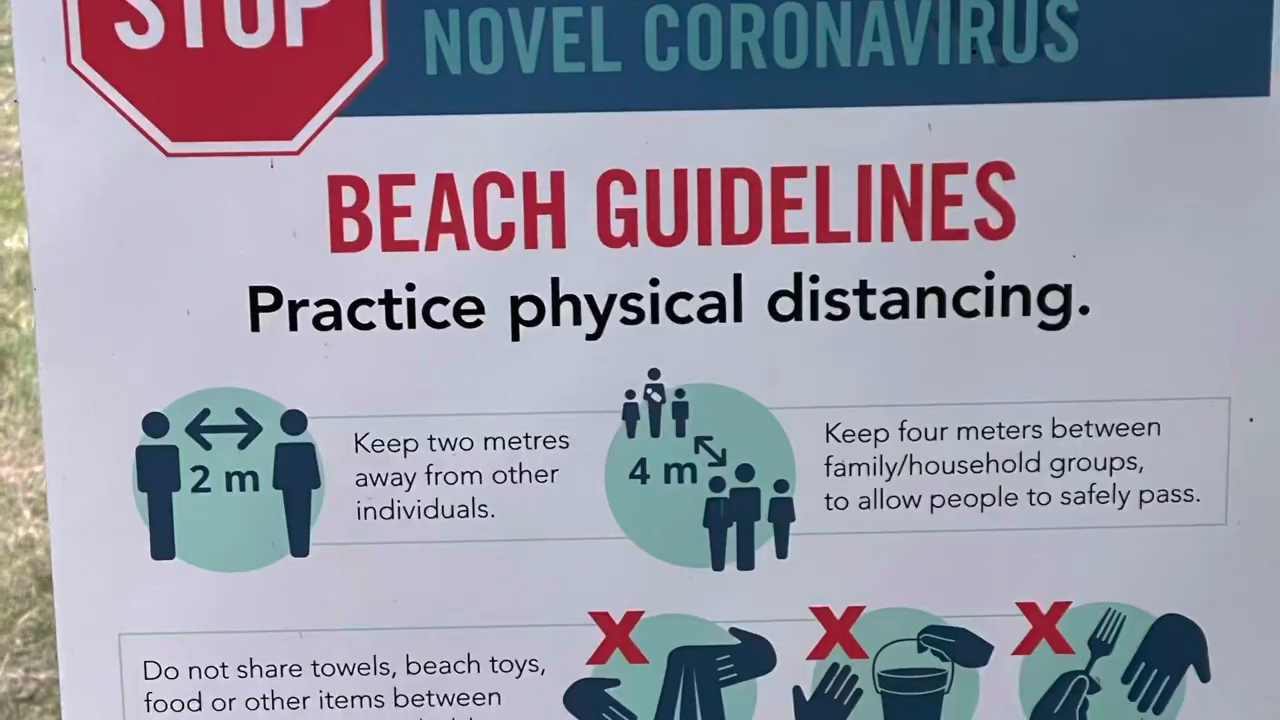 STOP
NOVEL CORONAVIRUS
BEACH GUIDELINES
Practice physical distancing.
2 m
Keep two metres
away from other
individuals.
4 m
Keep four meters between
family/household groups,
to allow people to safely pass.
X X X
Do not share towels, beach toys,
food or other items between